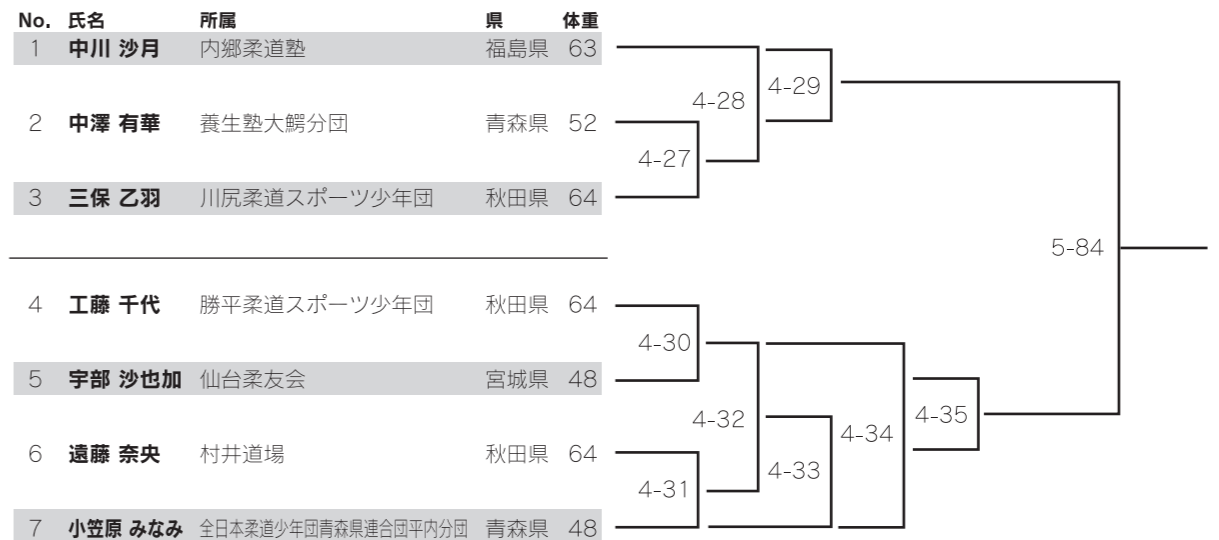 No. 氏名 所属 県 体重
1 中川 沙月 内郷柔道塾 福島県 63
4-29
4-28
2 中澤 有華 養生塾大鰐分団 青森県 52
4-27
3 三保 乙羽 川尻柔道スポーツ少年団 秋田県 64
5-84
4 工藤 千代 勝平柔道スポーツ少年団 秋田県 64
4-30
5 宇部 沙也加 仙台柔友会 宮城県 48
4-35
4-32
4-34
6 遠藤 奈央 村井道場 秋田県 64
4-33
4-31
7 小笠原 みなみ 全日本柔道少年団青森県連合団平内分団 青森県 48